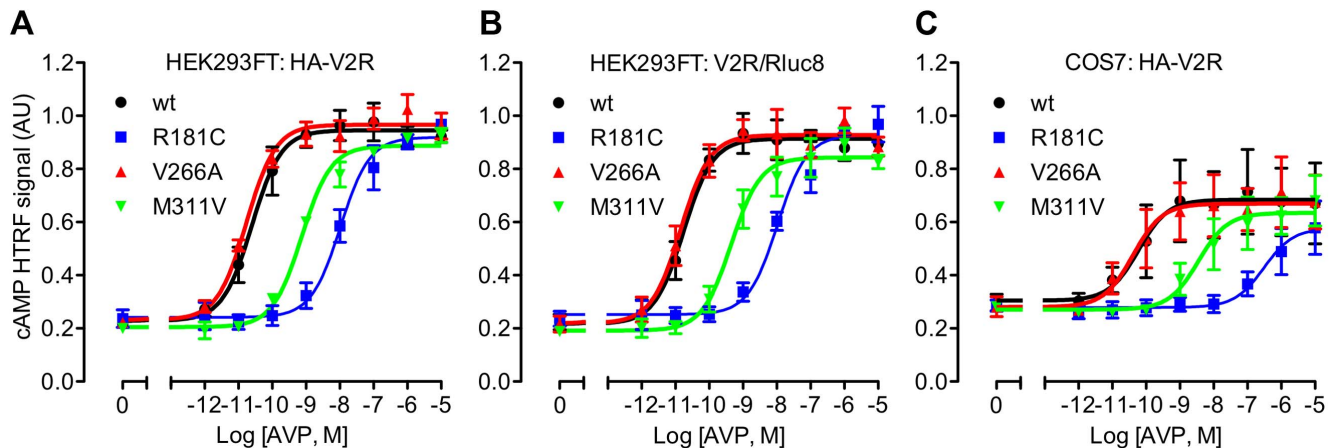 A
HEK293FT: HA-V2R
cAMP HTRF signal (AU)
1.2
1.0
0.8
0.6
0.4
0.2
0.0
wt
R181C
V266A
M311V
0 -12 -11 -10 -9 -8 -7 -6 -5
Log [AVP, M]
B
HEK293FT: V2R/Rluc8
1.2
1.0
0.8
0.6
0.4
0.2
0.0
wt
R181C
V266A
M311V
0 -12 -11 -10 -9 -8 -7 -6 -5
Log [AVP, M]
C
COS7: HA-V2R
1.2
1.0
0.8
0.6
0.4
0.2
0.0
wt
R181C
V266A
M311V
0 -12 -11 -10 -9 -8 -7 -6 -5
Log [AVP, M]